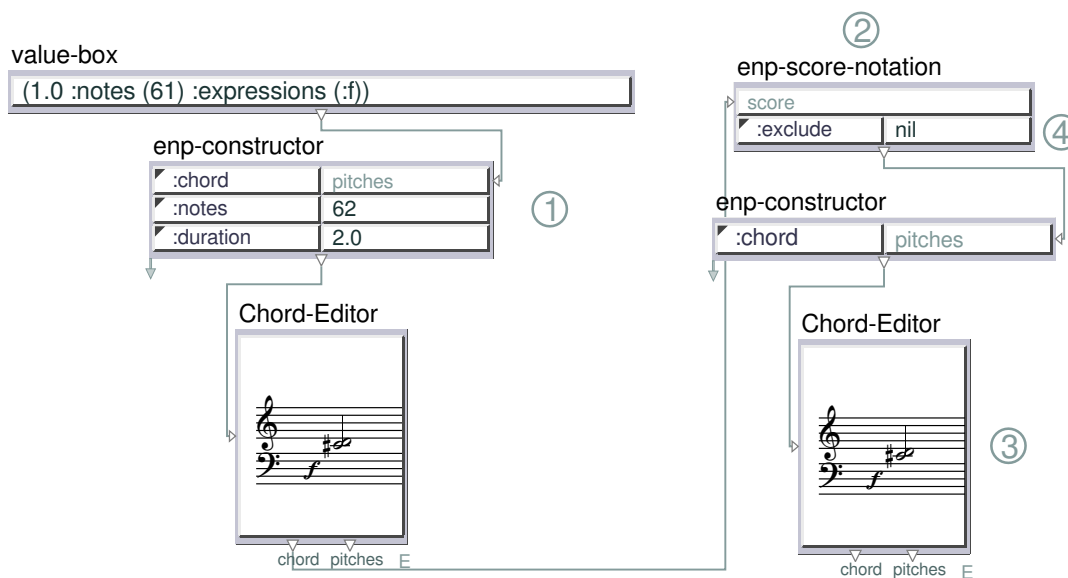 value-box
(1.0 :notes (61) :expressions (:f))
enp-constructor
:chord pitches
:notes 62
:duration 2.0
1
Chord-Editor
f
chord pitches E
2
enp-score-notation
score
:exclude nil
4
enp-constructor
:chord pitches
Chord-Editor
f
3
chord pitches E